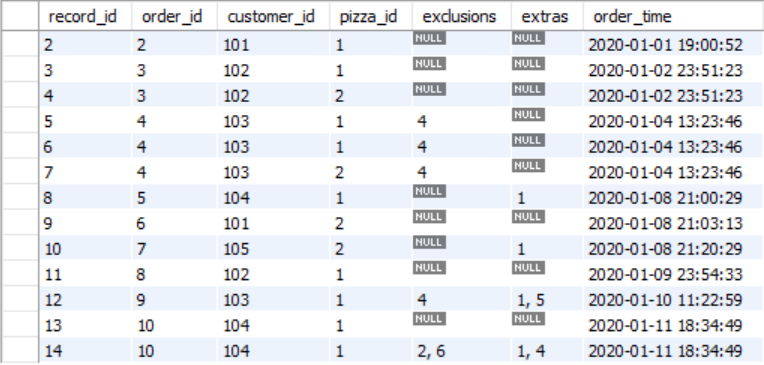 record_id order_id customer_id pizza_id exclusions extras order_time
2 2 101 1 NULL NULL 2020-01-01 19:00:52
3 3 102 1 NULL NULL 2020-01-02 23:51:23
4 3 102 2 NULL NULL 2020-01-02 23:51:23
5 4 103 1 4 NULL 2020-01-04 13:23:46
6 4 103 1 4 NULL 2020-01-04 13:23:46
7 4 103 2 4 NULL 2020-01-04 13:23:46
8 5 104 1 NULL 1 2020-01-08 21:00:29
9 6 101 2 NULL NULL 2020-01-08 21:03:13
10 7 105 2 NULL 1 2020-01-08 21:20:29
11 8 102 1 NULL NULL 2020-01-09 23:54:33
12 9 103 1 4 1, 5 2020-01-10 11:22:59
13 10 104 1 NULL NULL 2020-01-11 18:34:49
14 10 104 1 2, 6 1, 4 2020-01-11 18:34:49